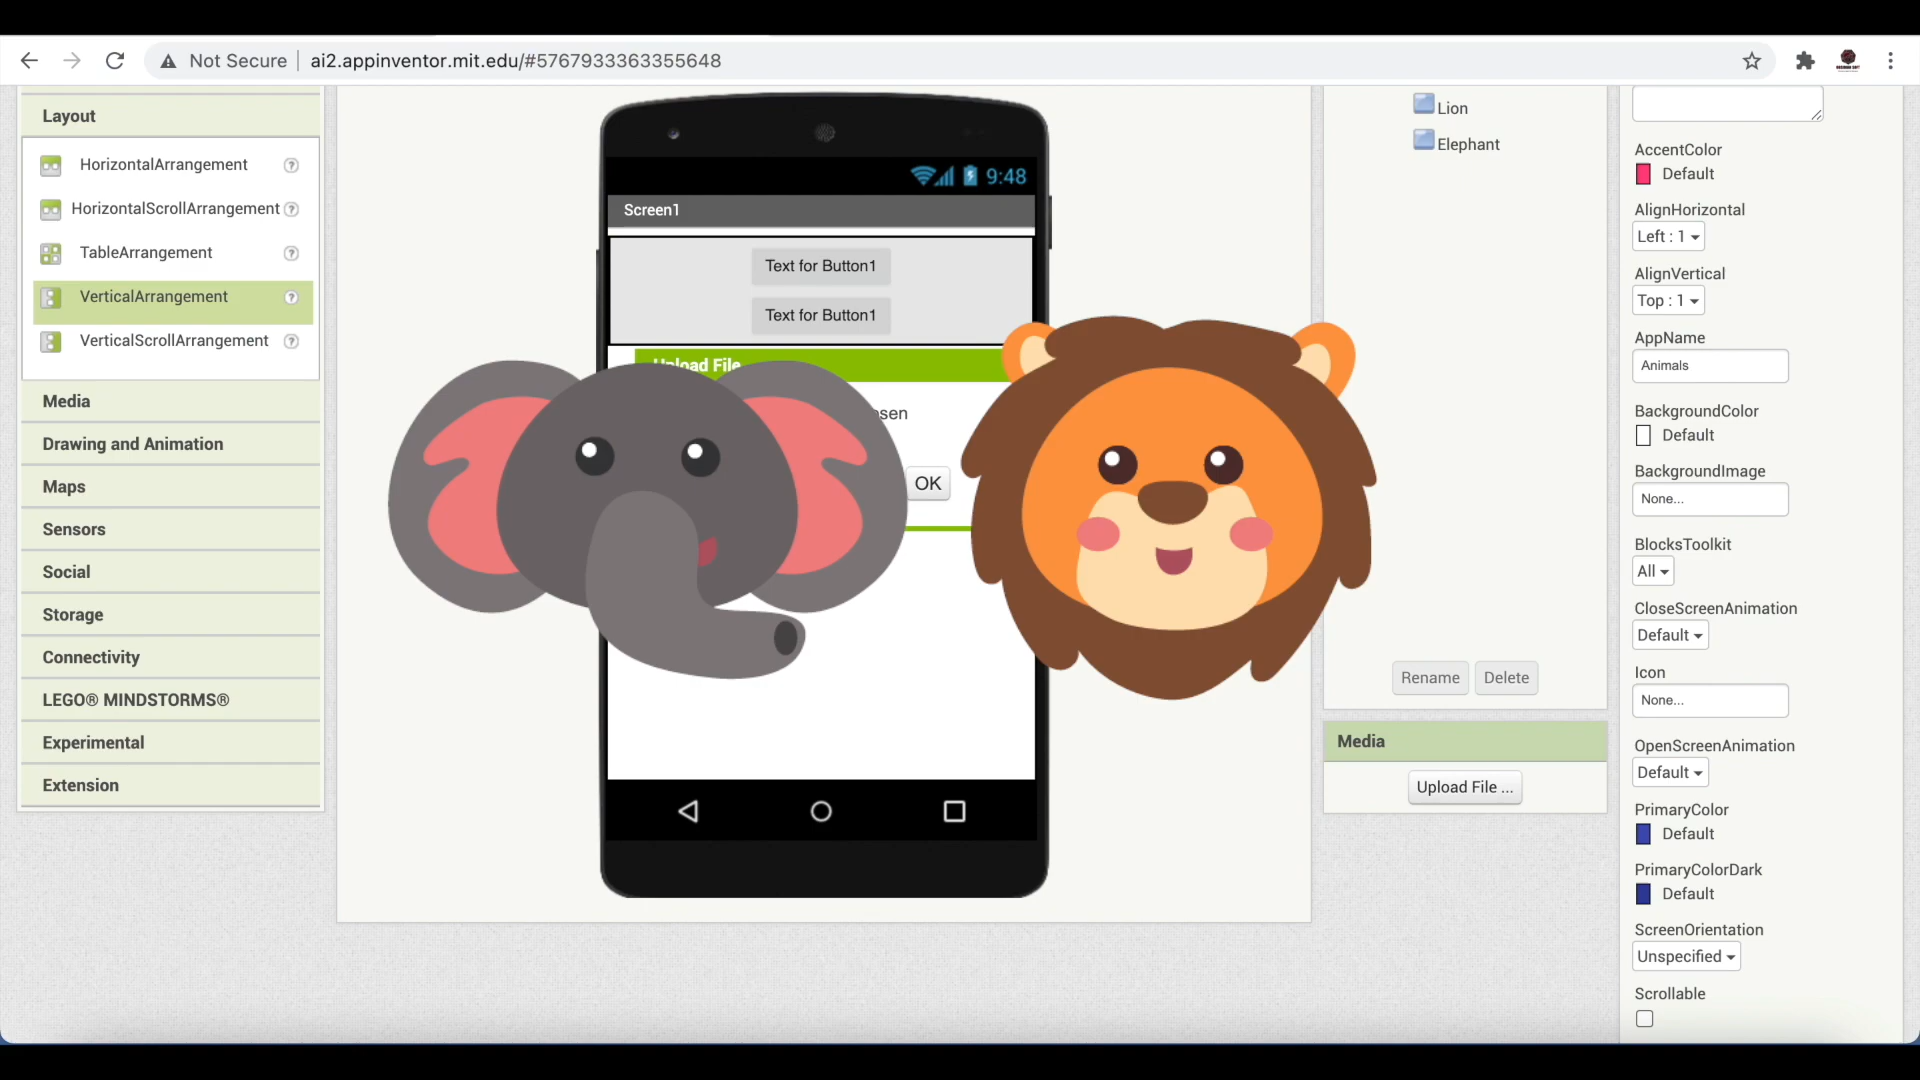 Not Secure
ai2.appinventor.mit.edu/#5767933363355648
Layout
HorizontalArrangement
?
HorizontalScrollArrangement
?
TableArrangement
?
VerticalArrangement
?
VerticalScrollArrangement
?
Media
Drawing and Animation
Maps
Sensors
Social
Storage
Connectivity
LEGO® MINDSTORMS®
Experimental
Extension
9:48
Screen1
Text for Button1
Text for Button1
Upload File
osen
OK
Lion
Elephant
Rename
Delete
Media
Upload File ...
AccentColor
Default
AlignHorizontal
Left : 1
AlignVertical
Top : 1
AppName
Animals
BackgroundColor
Default
BackgroundImage
None...
BlocksToolkit
All
CloseScreenAnimation
Default
Icon
None...
OpenScreenAnimation
Default
PrimaryColor
Default
PrimaryColorDark
Default
ScreenOrientation
Unspecified
Scrollable